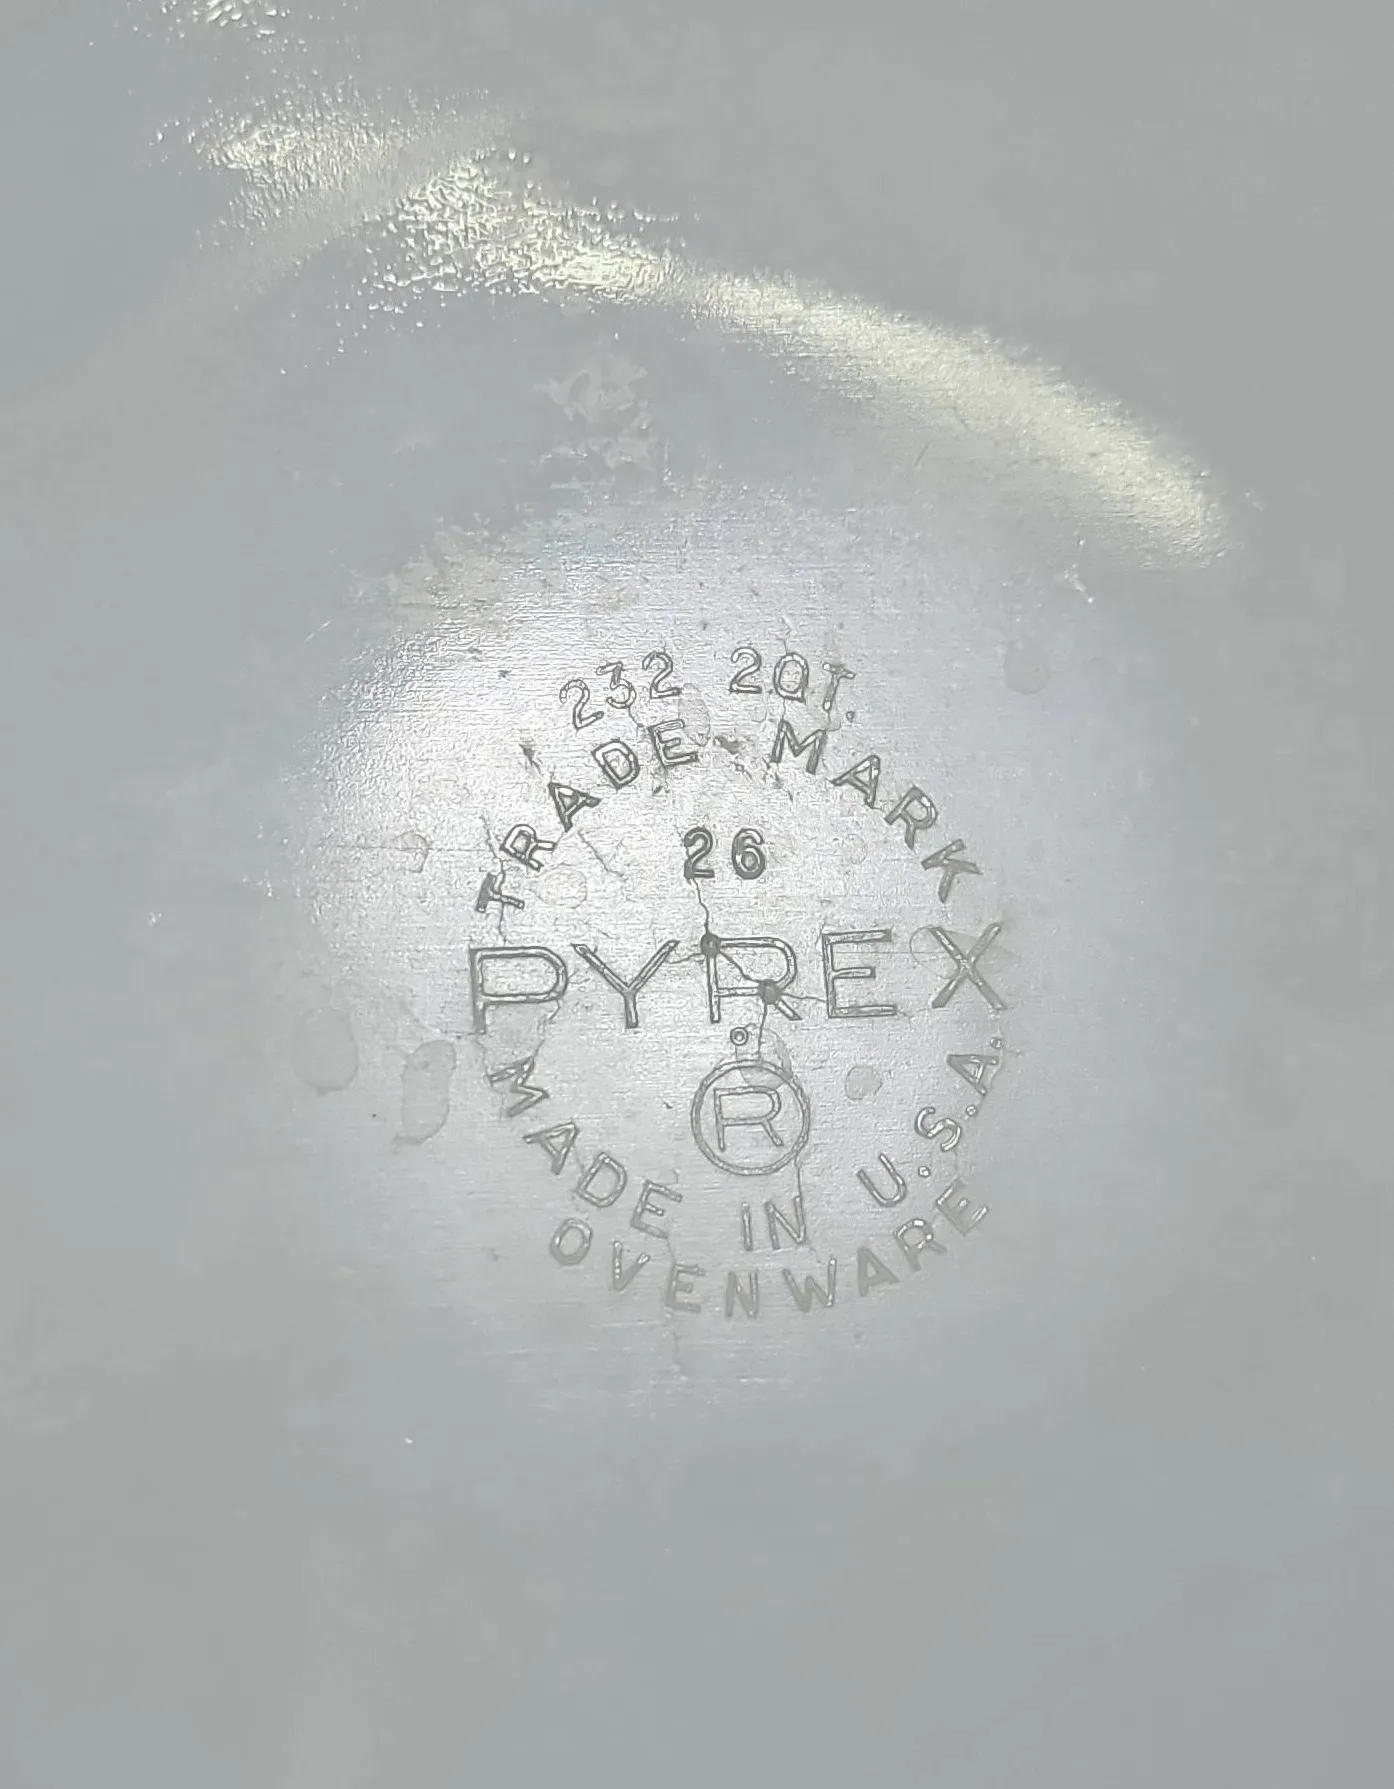 232 2QT.
TRADE MARK
26
PYREX
®
MADE IN U.S.A.
OVENWARE